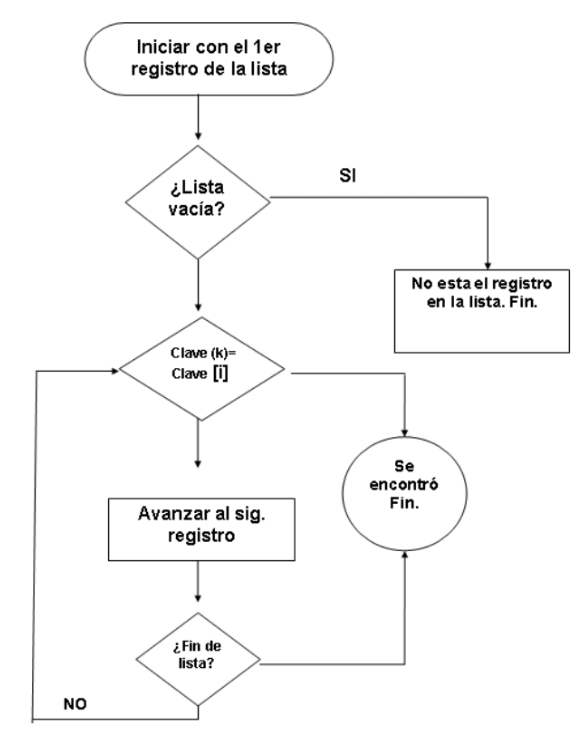 Iniciar con el 1er
registro de la lista
¿Lista
vacía?
SI
No esta el registro
en la lista. Fin.
Clave (k)=
Clave [i]
Se
encontró
Fin.
Avanzar al sig.
registro
¿Fin de
lista?
NO